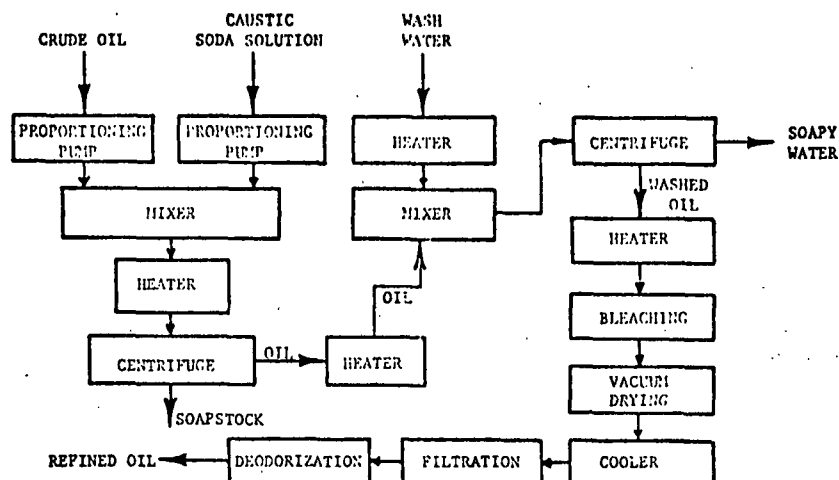 CRUDE OIL
CAUSTIC
SODA SOLUTION
WASH
WATER
PROPORTIONING
PUMP
PROPORTIONING
PUMP
HEATER
CENTRIFUGE
SOAPY
WATER
MIXER
MIXER
WASHED
OIL
HEATER
HEATER
OIL
BLEACHING
CENTRIFUGE
OIL
HEATER
VACUUM
DRYING
SOAPSTOCK
REFINED OIL
DEODORIZATION
FILTRATION
COOLER